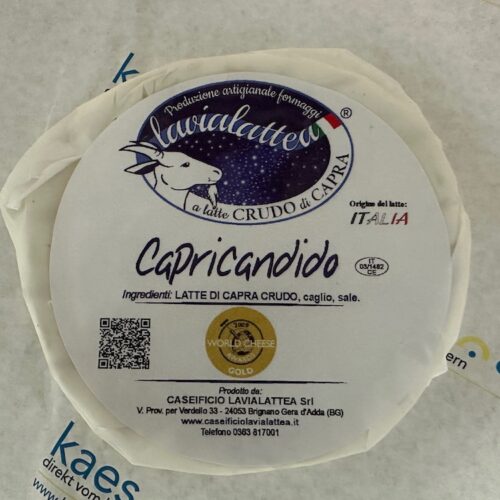 kaes
Produzione artigianale formaggi
lavialattea ®
a latte CRUDO di CAPRA
Origine del latte:
ITALIA
Capricandido
IT
03/1482
CE
Ingredienti: LATTE DI CAPRA CRUDO, caglio, sale.
WORLD CHEESE
AWARDS
GOLD
ern
Prodotto da:
CASEIFICIO LAVIALATTEA Srl
V. Prov. per Verdello 33 - 24053 Brignano Gera d'Adda (BG)
www.caseificiolavialattea.it
Telefono 0363 817001
kaes
direkt vom